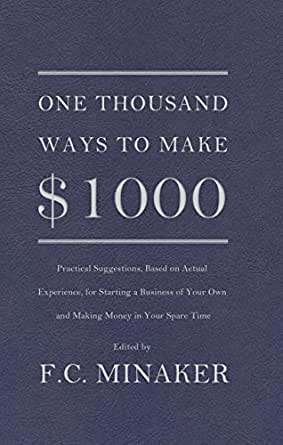 ONE THOUSAND
WAYS TO MAKE
$1000
Practical Suggestions, Based on Actual
Experience, for Starting a Business of Your Own
and Making Money in Your Spare Time
Edited by
F.C. MINAKER